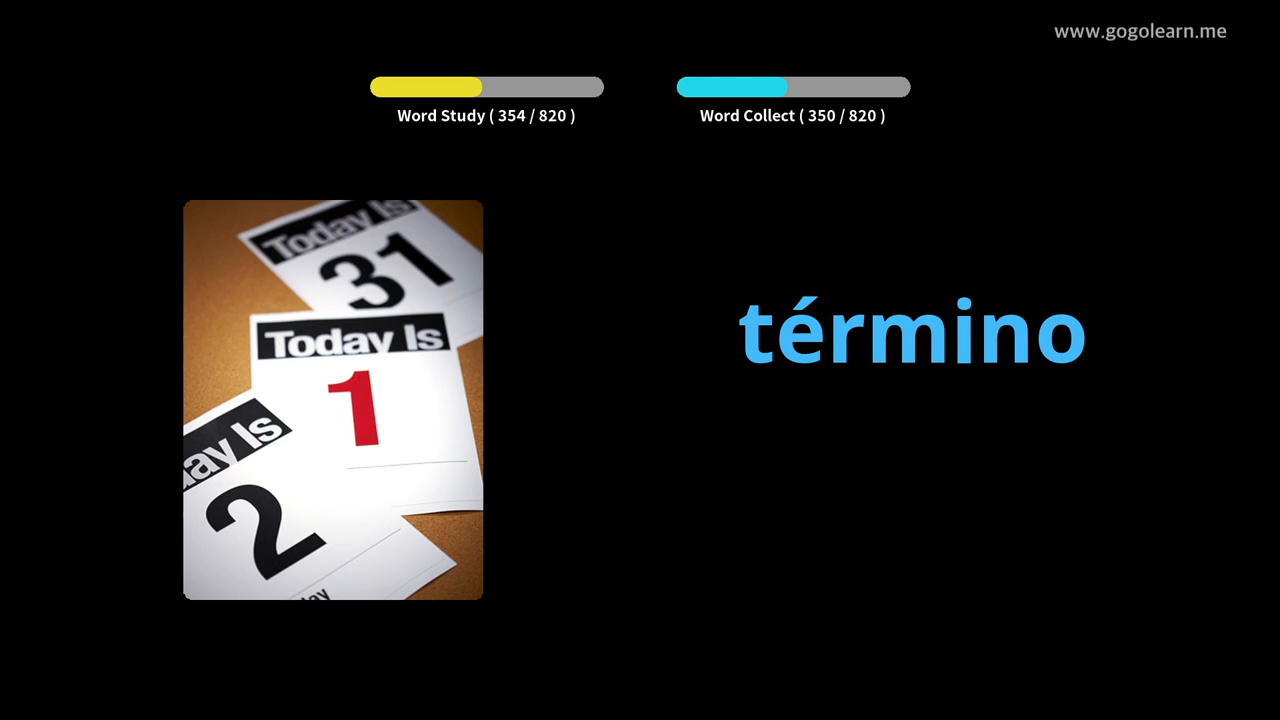 www.gogolearn.me
Word Study ( 354 / 820 )
Word Collect ( 350 / 820 )
Today Is
31
Today Is
1
ay Is
2
término